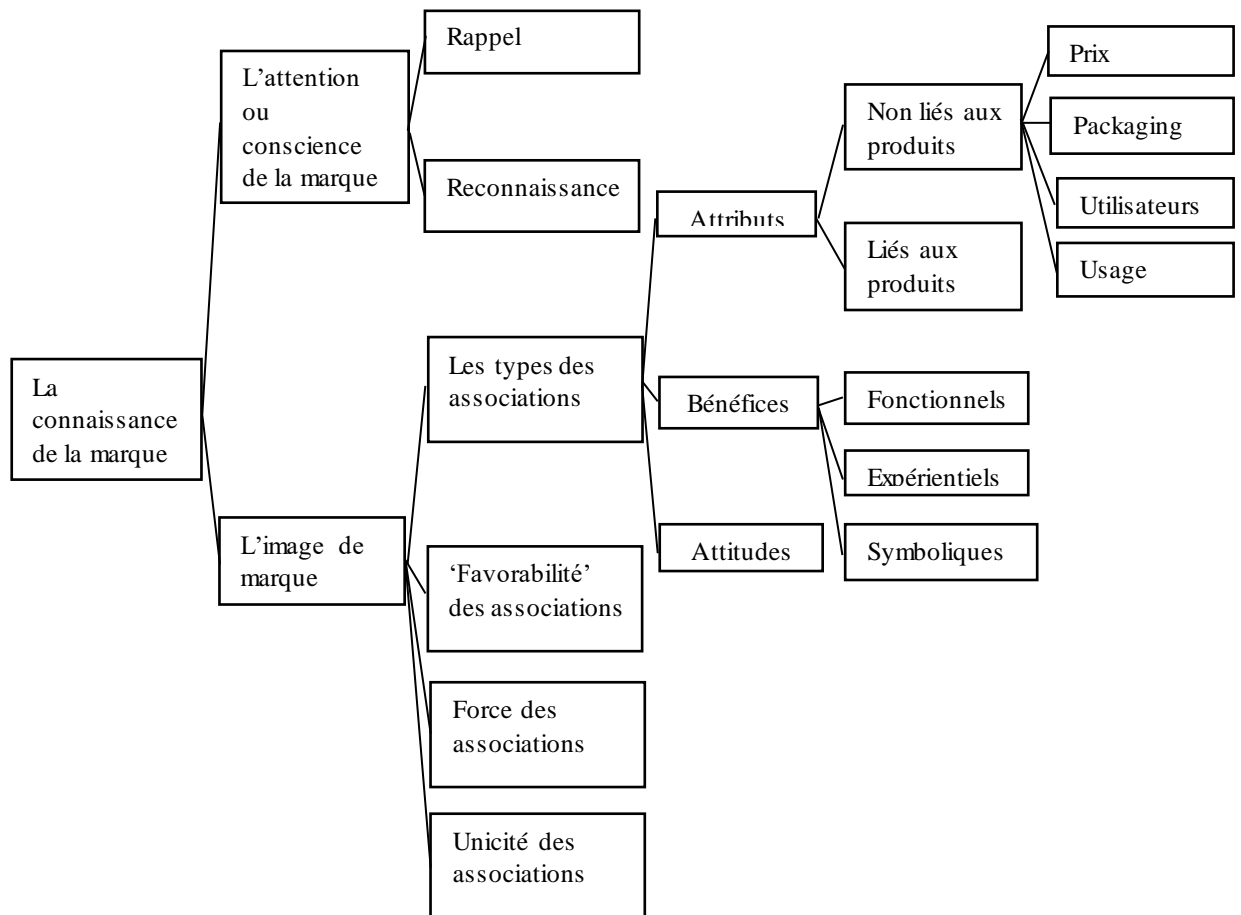 Rappel
L’attention
ou
conscience
de la marque
Reconnaissance
La
connaissance
de la marque
L’image de
marque
Les types des
associations
‘Favorabilité’
des associations
Force des
associations
Unicité des
associations
Attributs
Bénéfices
Attitudes
Non liés aux
produits
Liés aux
produits
Fonctionnels
Expérientiels
Symboliques
Prix
Packaging
Utilisateurs
Usage